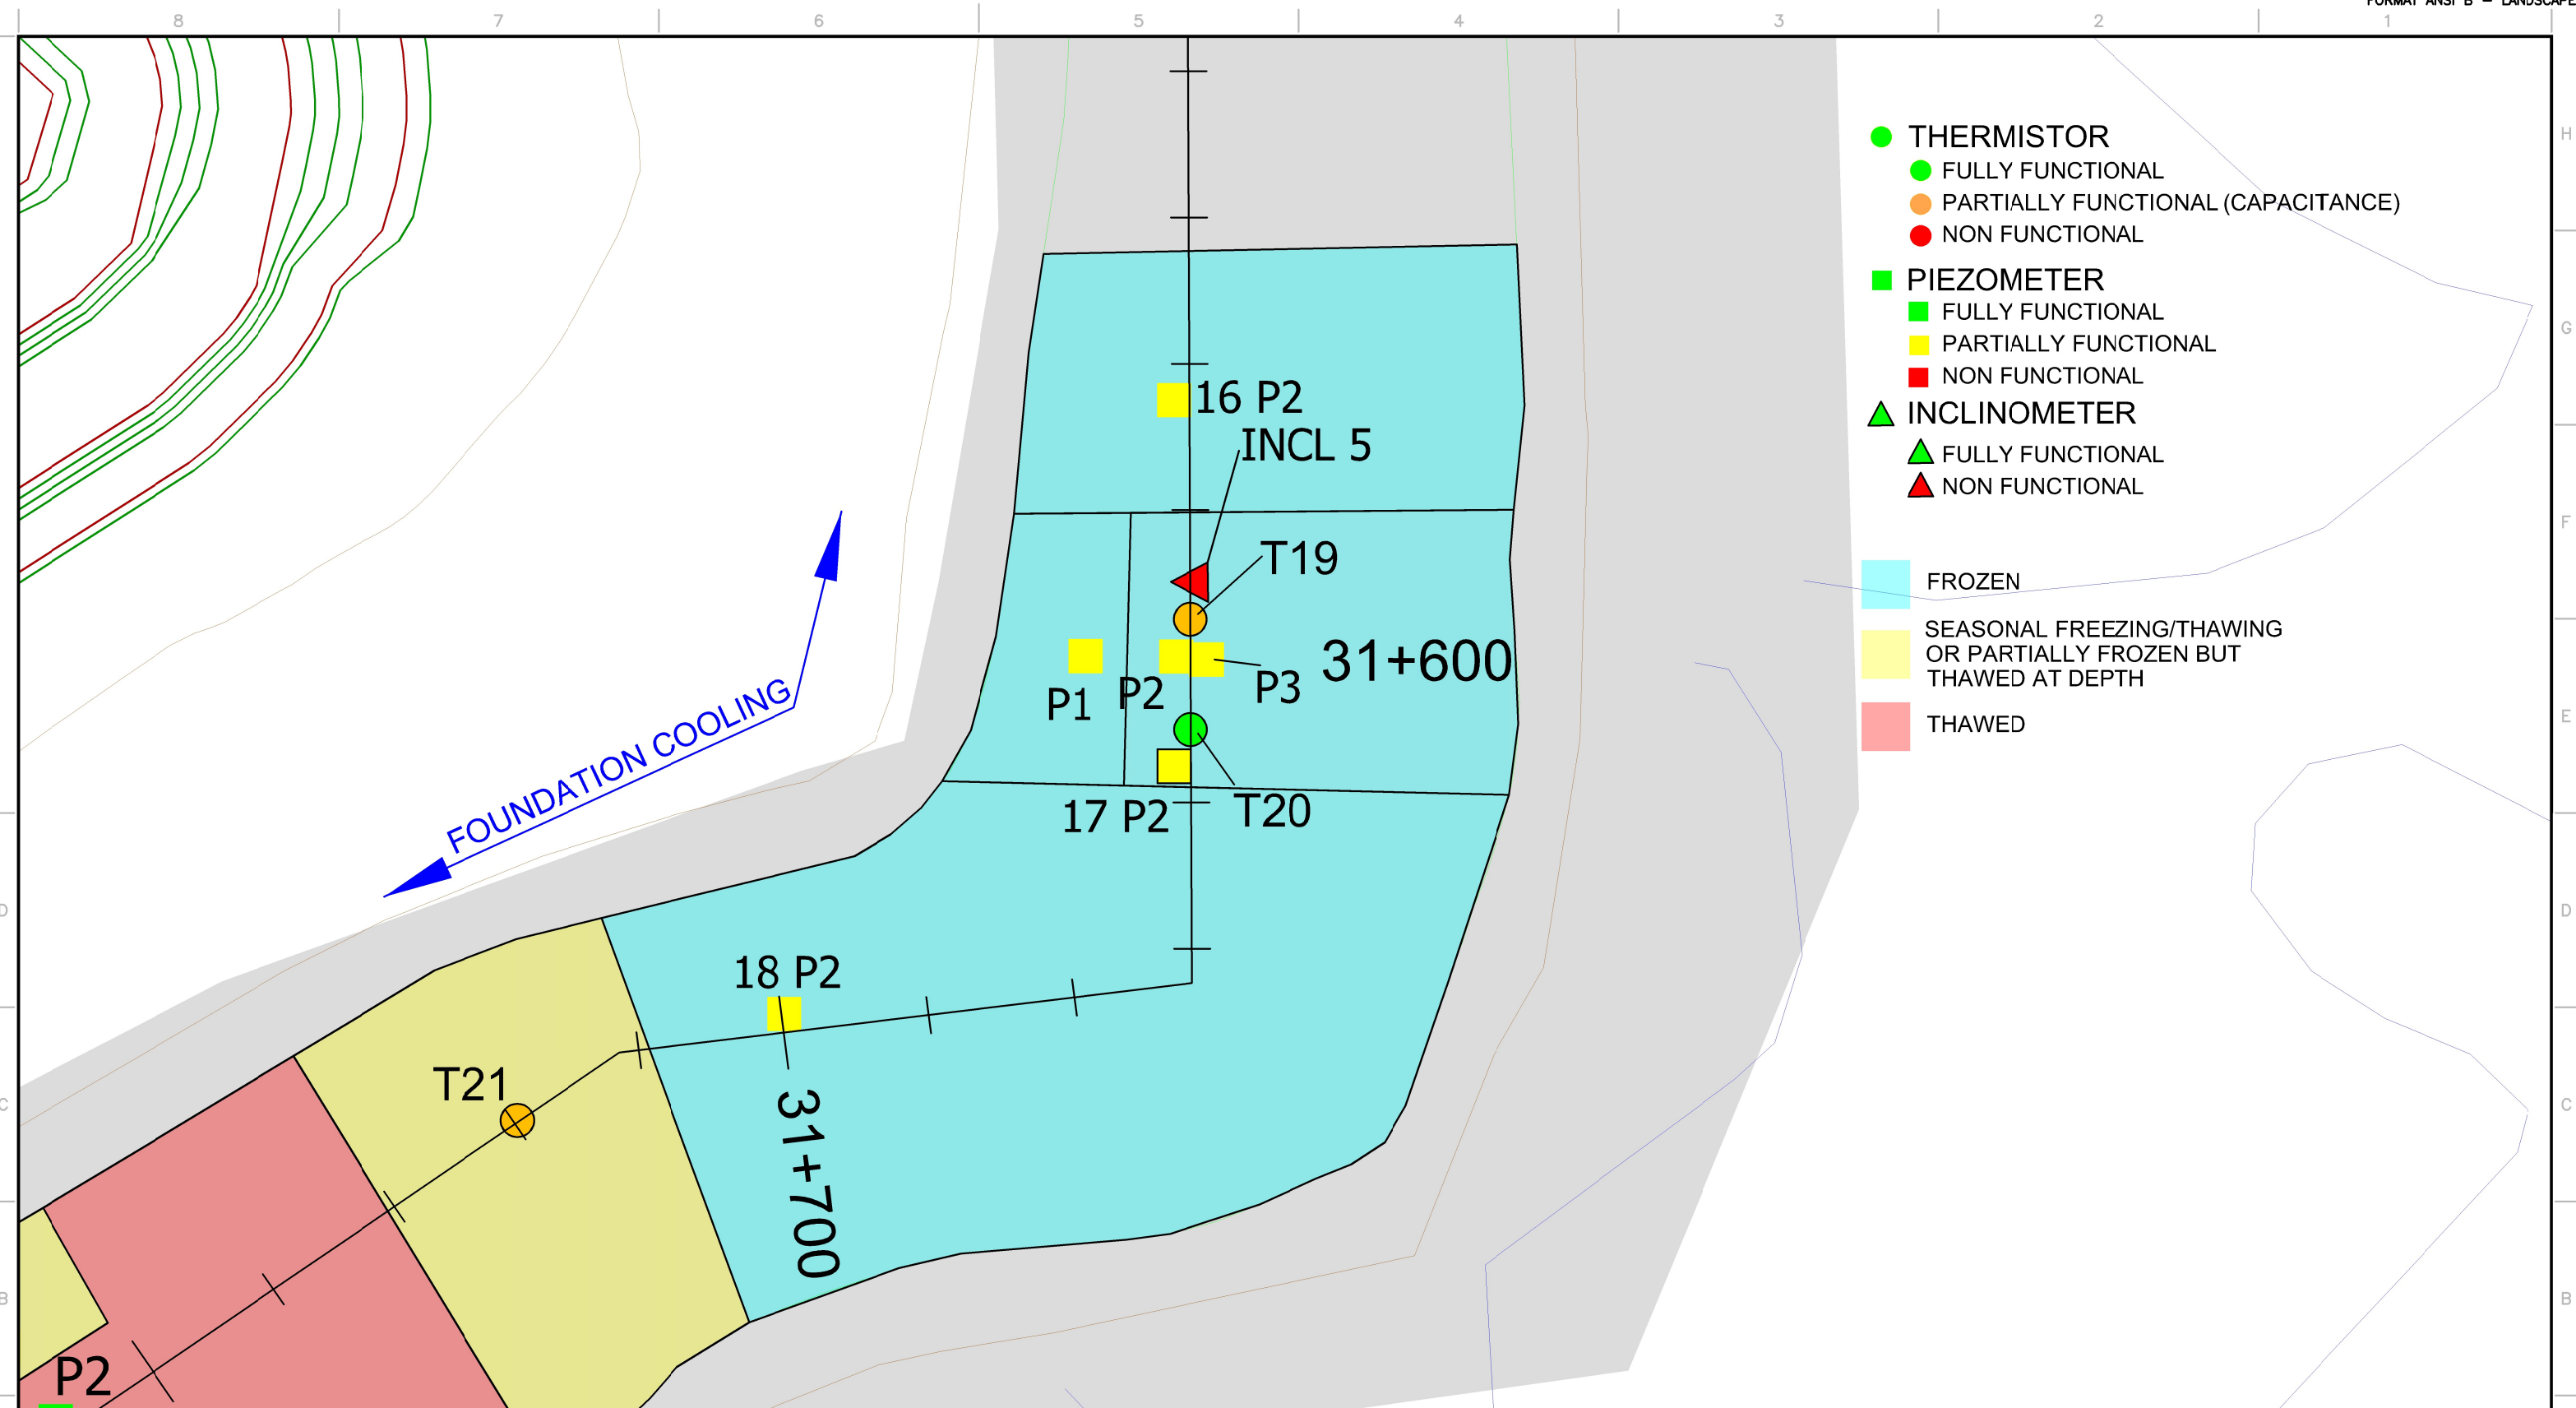 FORMAT ANSI B - LANDSCAPE
8 7 6 5 4 3 2 1
THERMISTOR
FULLY FUNCTIONAL
PARTIALLY FUNCTIONAL (CAPACITANCE)
NON FUNCTIONAL
PIEZOMETER
FULLY FUNCTIONAL
PARTIALLY FUNCTIONAL
NON FUNCTIONAL
INCLINOMETER
FULLY FUNCTIONAL
NON FUNCTIONAL
FROZEN
SEASONAL FREEZING/THAWING
OR PARTIALLY FROZEN BUT
THAWED AT DEPTH
THAWED
16 P2
INCL 5
T19
31+600
P1
P2
P3
17 P2
T20
FOUNDATION COOLING
18 P2
31+700
T21
P2
H
G
F
E
D
D
C
C
B
B